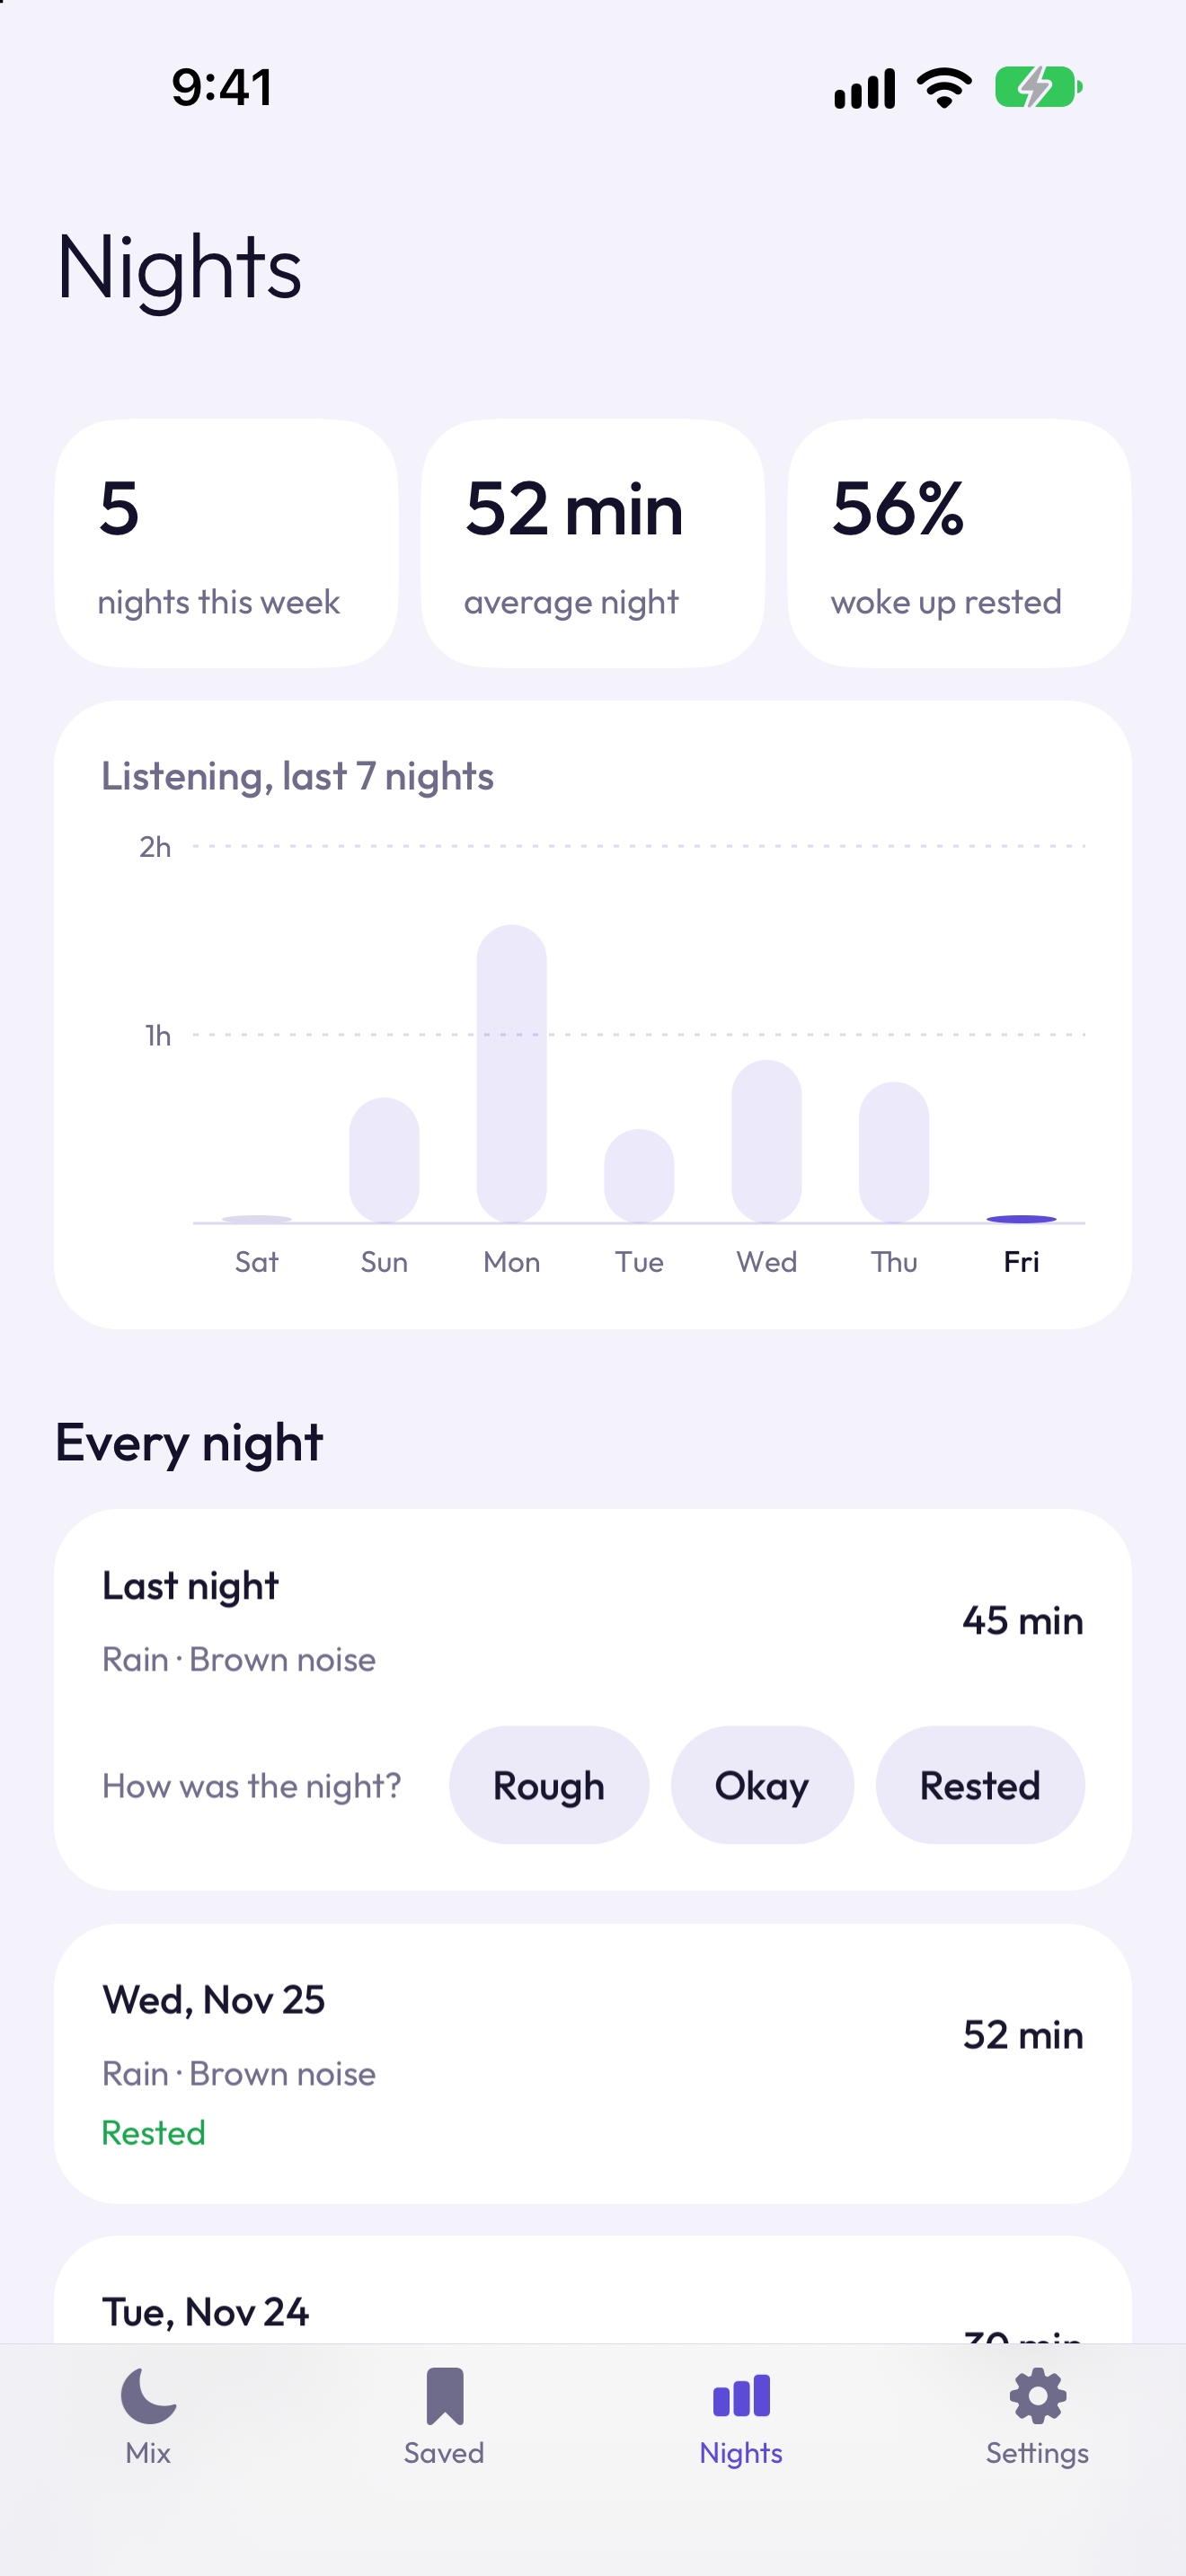 9:41
Nights
5
nights this week
52 min
average night
56%
woke up rested
Listening, last 7 nights
2h
1h
Sat Sun Mon Tue Wed Thu Fri
Every night
Last night
Rain · Brown noise
45 min
How was the night? Rough Okay Rested
Wed, Nov 25
Rain · Brown noise
Rested
52 min
Tue, Nov 24
Mix Saved Nights Settings